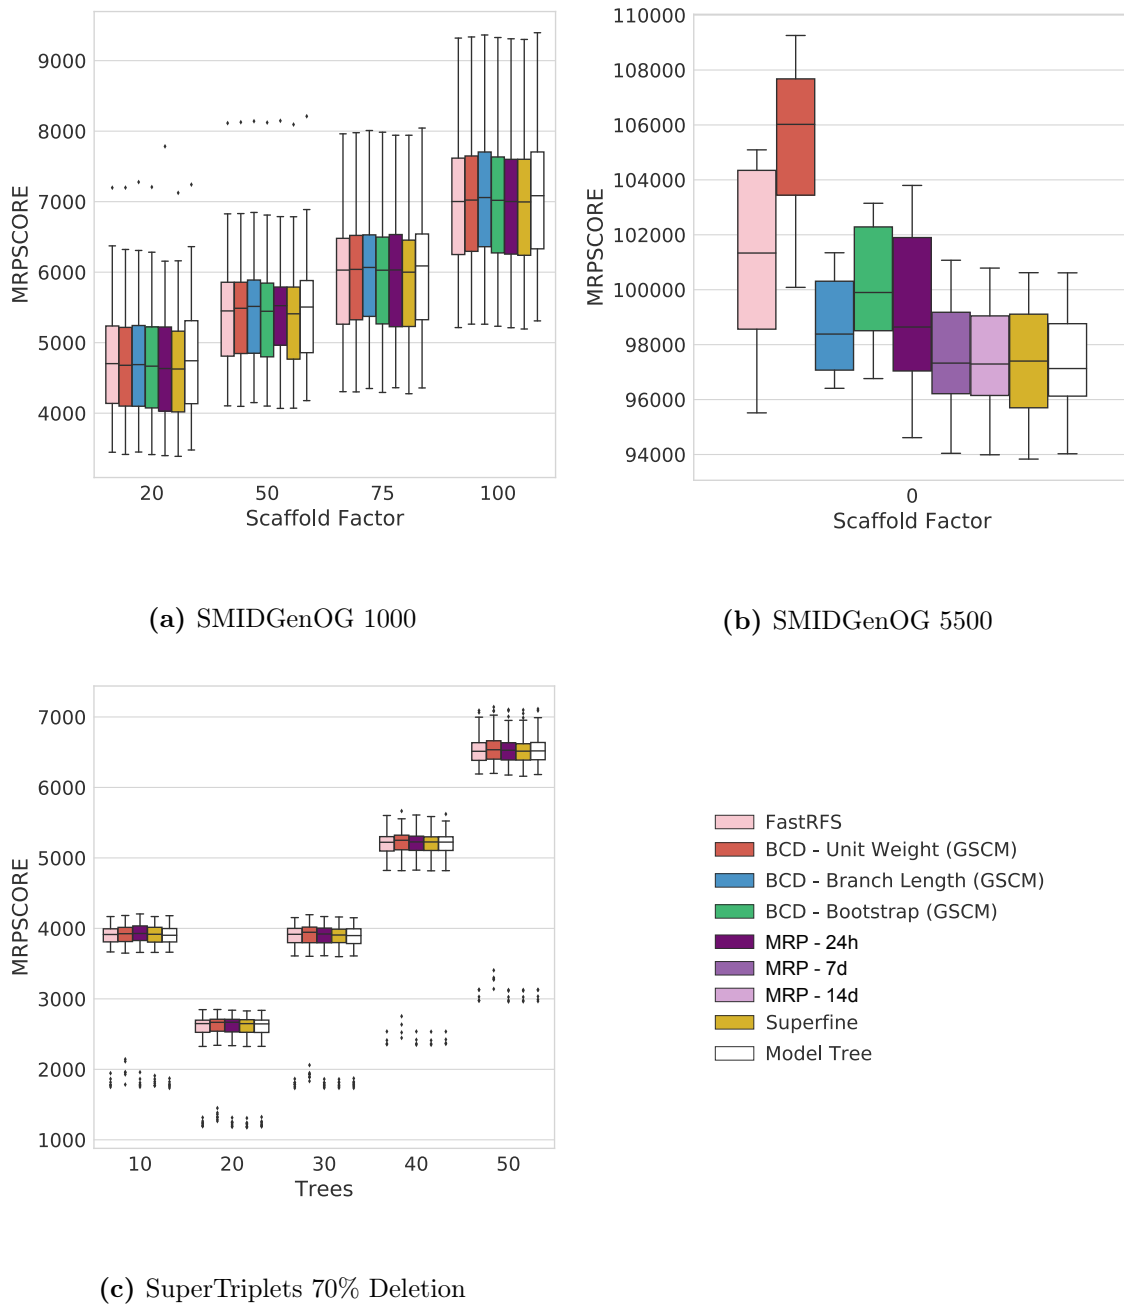 9000
8000
7000
6000
5000
4000
MRPSCORE
20 50 75 100
Scaffold Factor
(a) SMIDGenOG 1000
110000
108000
106000
104000
102000
100000
98000
96000
94000
MRPSCORE
0
Scaffold Factor
(b) SMIDGenOG 5500
7000
6000
5000
4000
3000
2000
1000
MRPSCORE
10 20 30 40 50
Trees
(c) SuperTriplets 70% Deletion
FastRFS
BCD - Unit Weight (GSCM)
BCD - Branch Length (GSCM)
BCD - Bootstrap (GSCM)
MRP - 24h
MRP - 7d
MRP - 14d
Superfine
Model Tree